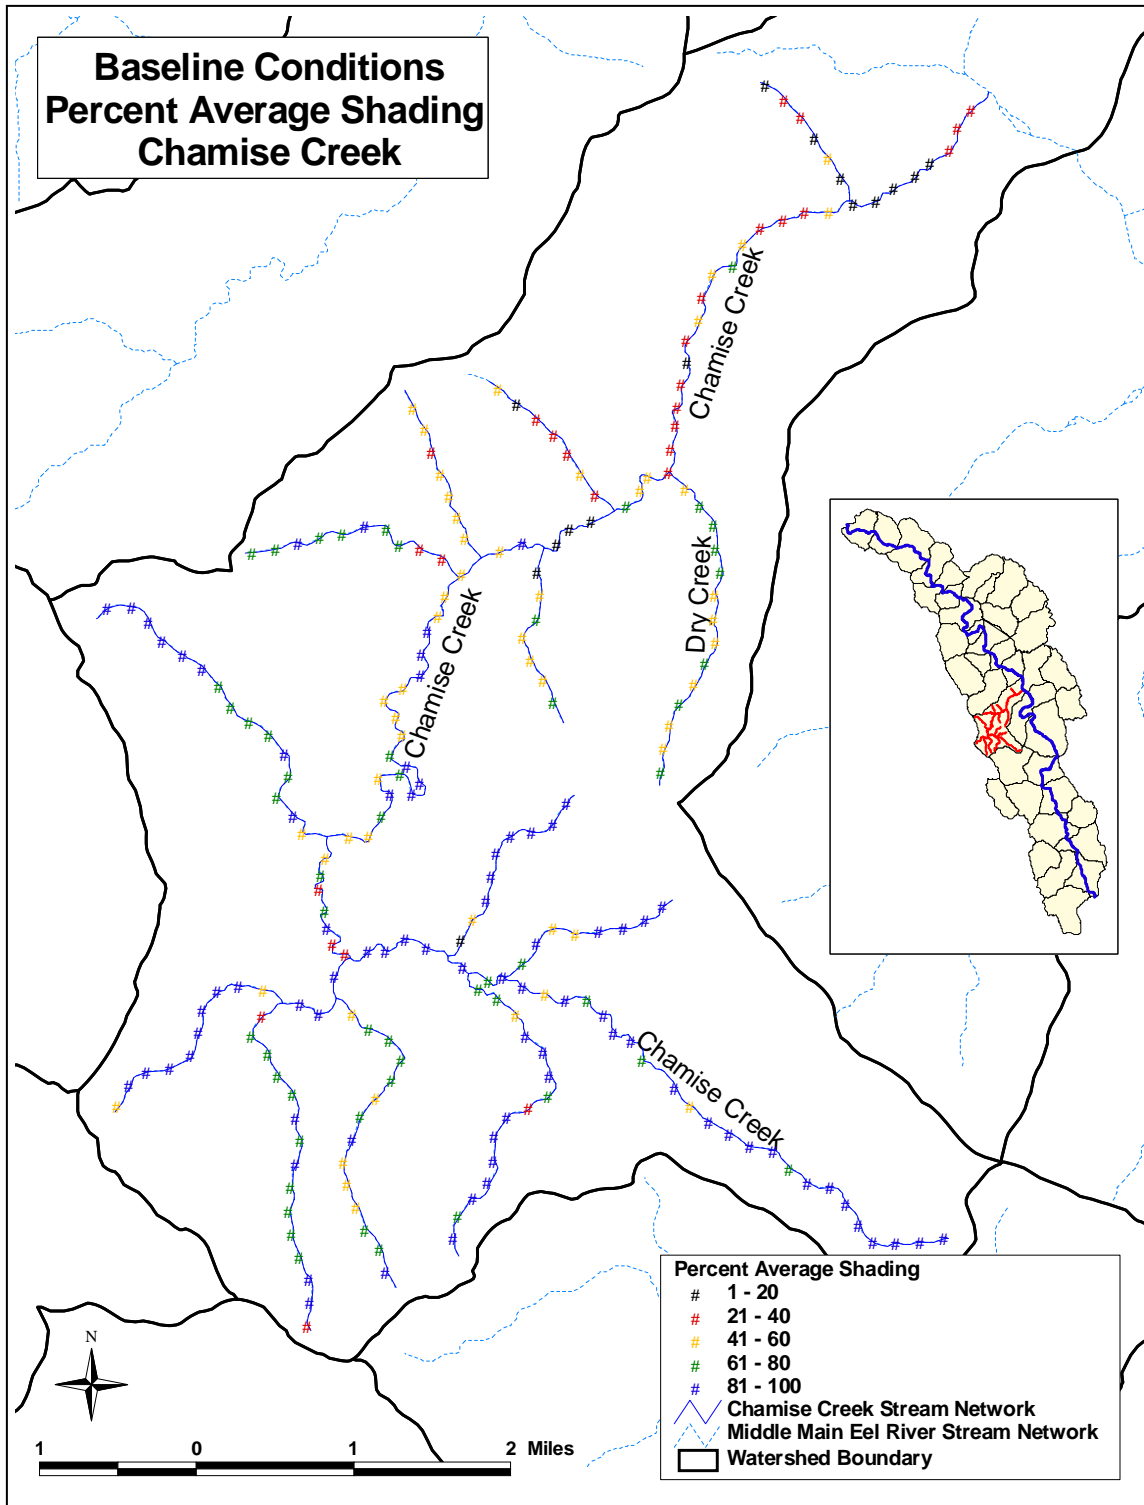 Baseline Conditions
Percent Average Shading
Chamise Creek
Chamise Creek
Dry Creek
Chamise Creek
Chamise Creek
Percent Average Shading
# 1 - 20
# 21 - 40
# 41 - 60
# 61 - 80
# 81 - 100
Chamise Creek Stream Network
Middle Main Eel River Stream Network
Watershed Boundary
N
1 0 1 2 Miles